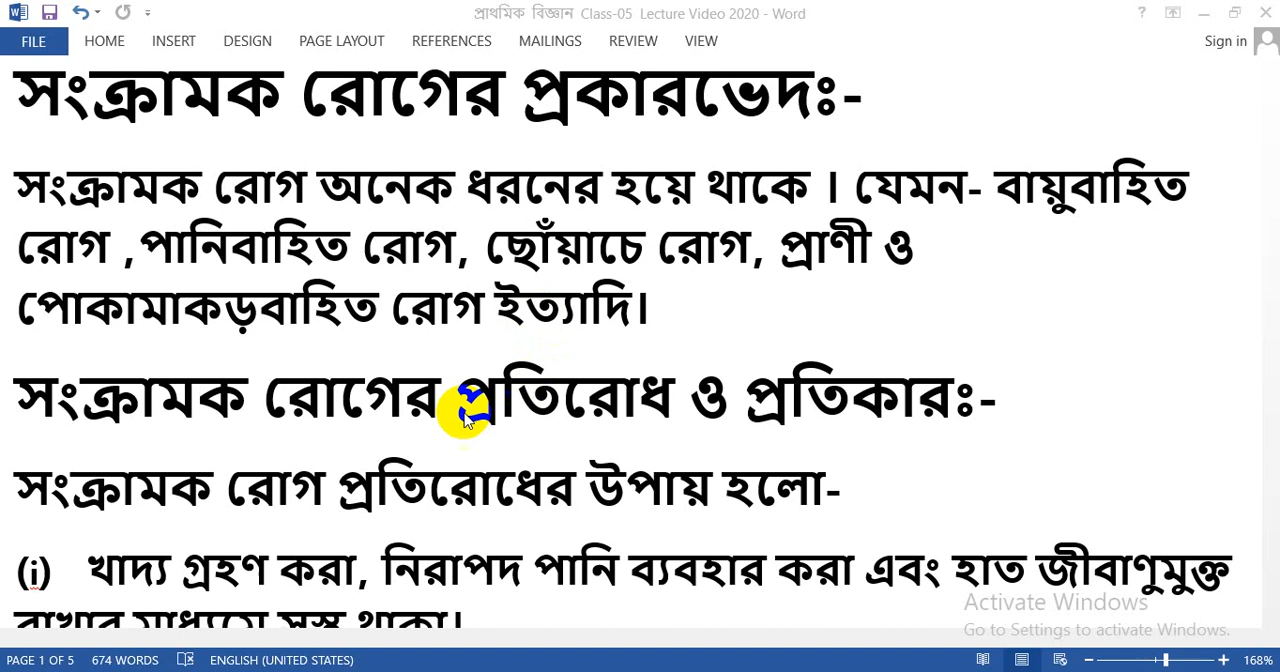 প্রাথমিক বিজ্ঞান Class-05 Lecture Video 2020 - Word
FILE HOME INSERT DESIGN PAGE LAYOUT REFERENCES MAILINGS REVIEW VIEW Sign in
সংক্রামক রোগের প্রকারভেদঃ-
সংক্রামক রোগ অনেক ধরনের হয়ে থাকে । যেমন- বায়ুবাহিত
রোগ ,পানিবাহিত রোগ, ছোঁয়াচে রোগ, প্রাণী ও
পোকামাকড়বাহিত রোগ ইত্যাদি।
সংক্রামক রোগের প্রতিরোধ ও প্রতিকারঃ-
সংক্রামক রোগ প্রতিরোধের উপায় হলো-
(i) খাদ্য গ্রহণ করা, নিরাপদ পানি ব্যবহার করা এবং হাত জীবাণুমুক্ত
রাখার মাধ্যমে সুস্থ থাকা।
Activate Windows
Go to Settings to activate Windows.
PAGE 1 OF 5 674 WORDS ENGLISH (UNITED STATES) 168%